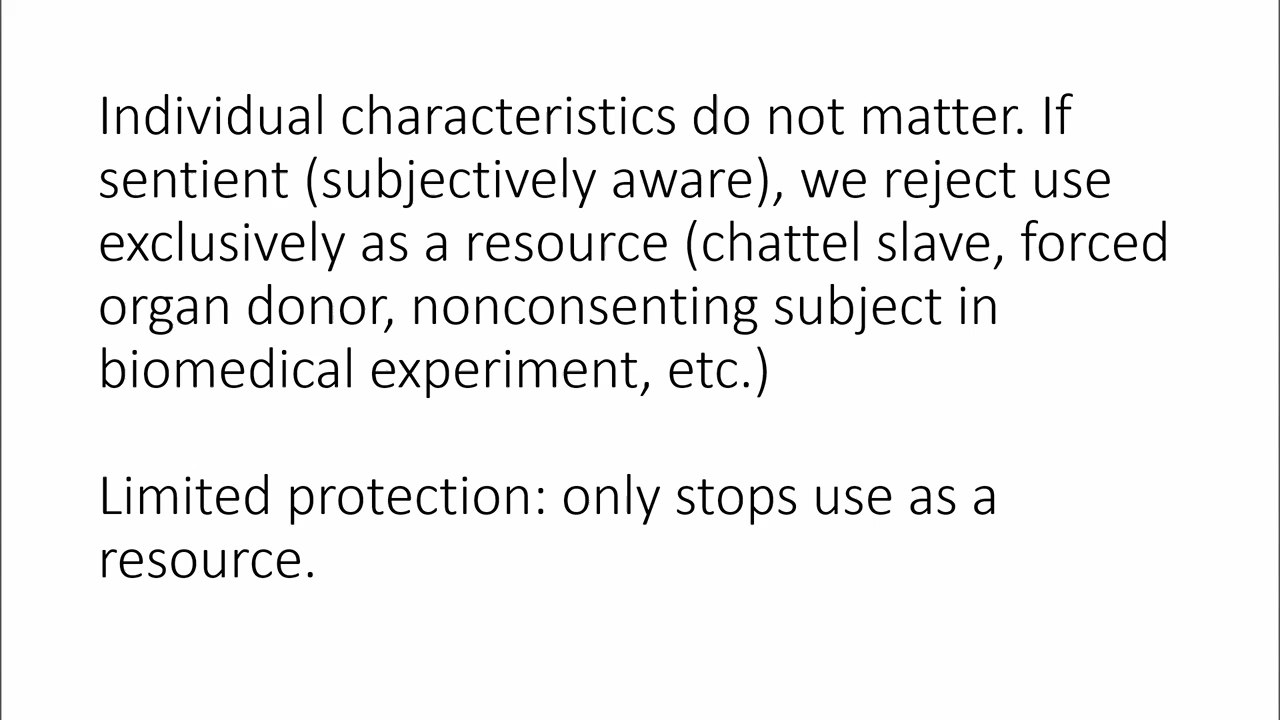 Individual characteristics do not matter. If
sentient (subjectively aware), we reject use
exclusively as a resource (chattel slave, forced
organ donor, nonconsenting subject in
biomedical experiment, etc.)
Limited protection: only stops use as a
resource.